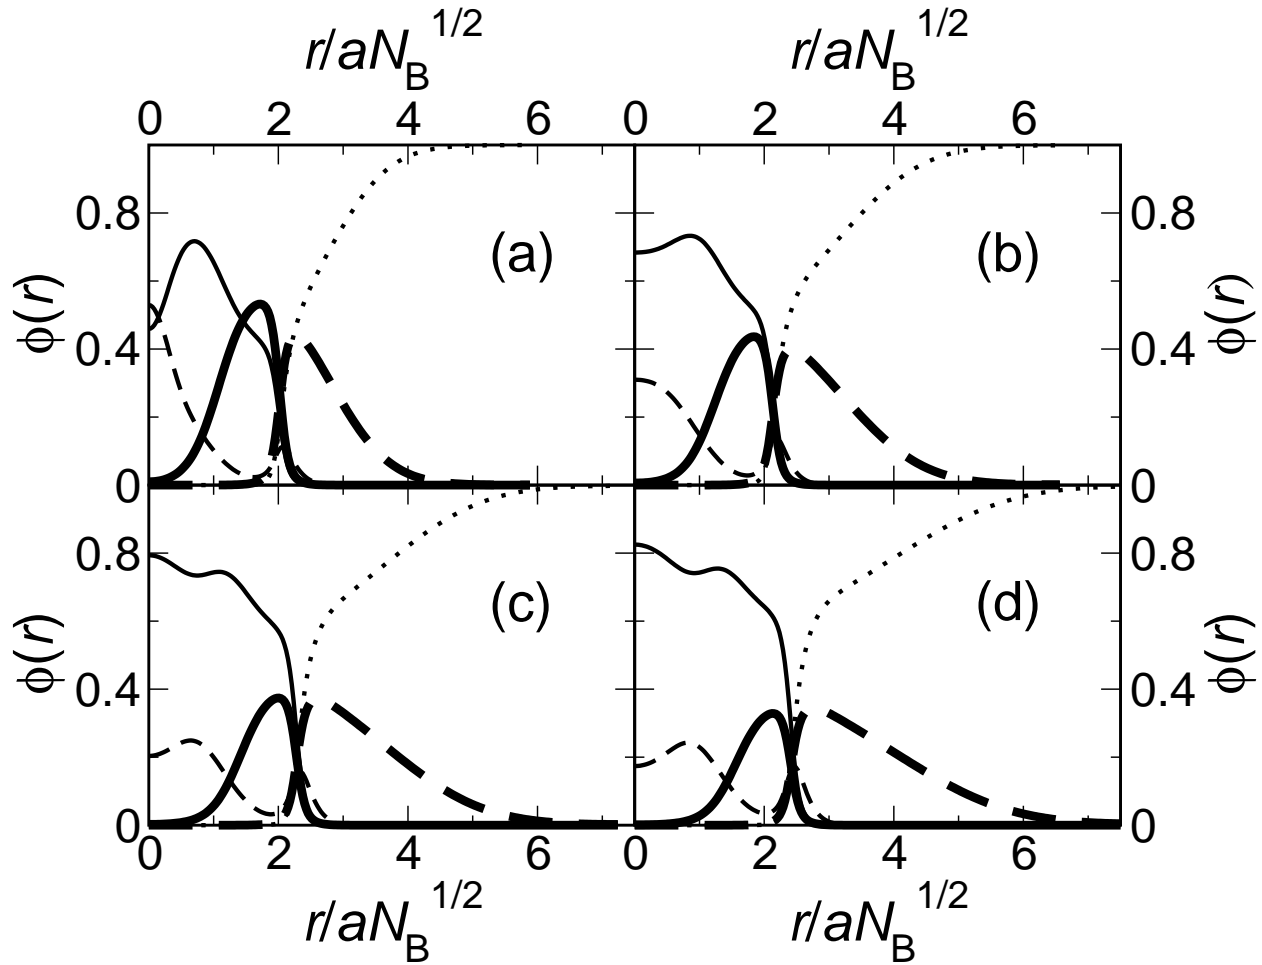 r/aN_B^1/2 r/aN_B^1/2
0 2 4 6 0 2 4 6
0.8 0.8
(a) (b)
ϕ(r) ϕ(r)
0.4 0.4
0 0
0.8 0.8
(c) (d)
ϕ(r) ϕ(r)
0.4 0.4
0 0
0 2 4 6 0 2 4 6
r/aN_B^1/2 r/aN_B^1/2